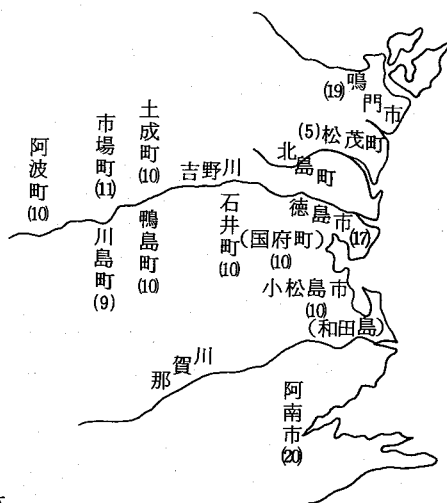 鳴門市
(19)
(5)松茂町
北島町
土成町
(10)
市場町
(11)
阿波町
(10)
吉野川
徳島市
(17)
石井町
(10)
(国府町)
(10)
鴨島町
(10)
川島町
(9)
小松島市
(10)
(和田島)
那賀川
阿南市
(20)